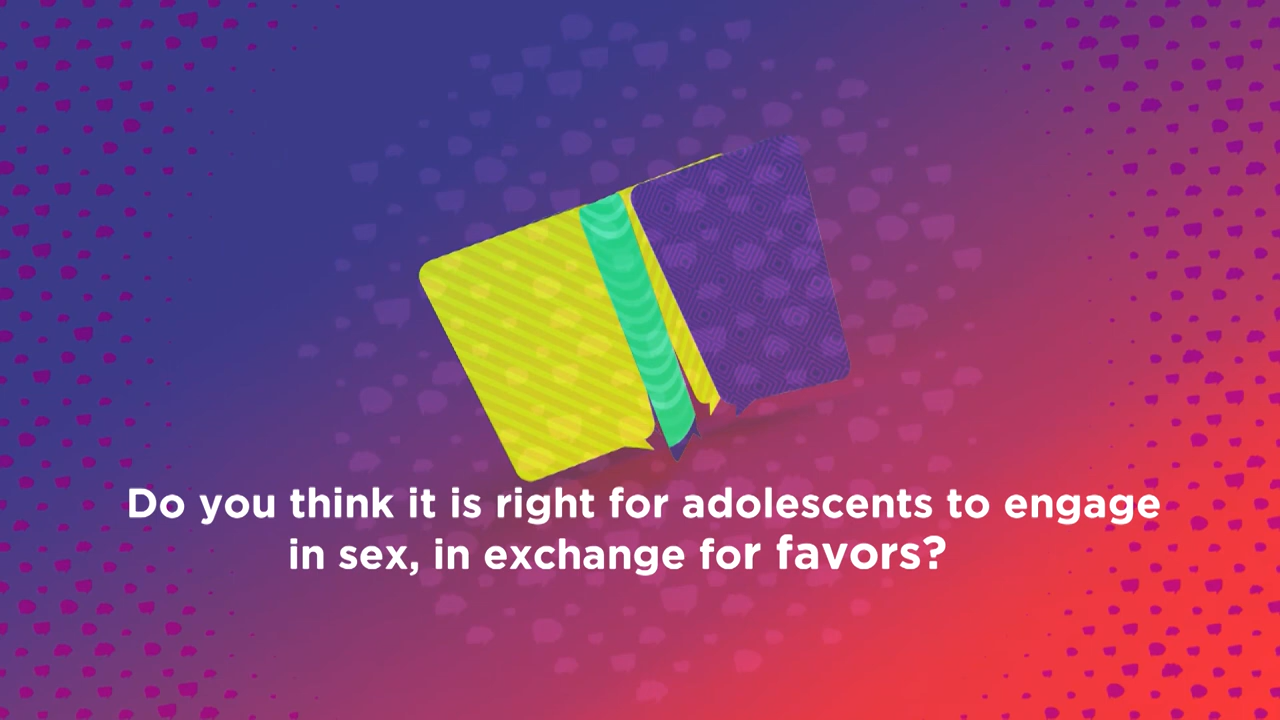 Do you think it is right for adolescents to engage
in sex, in exchange for favors?